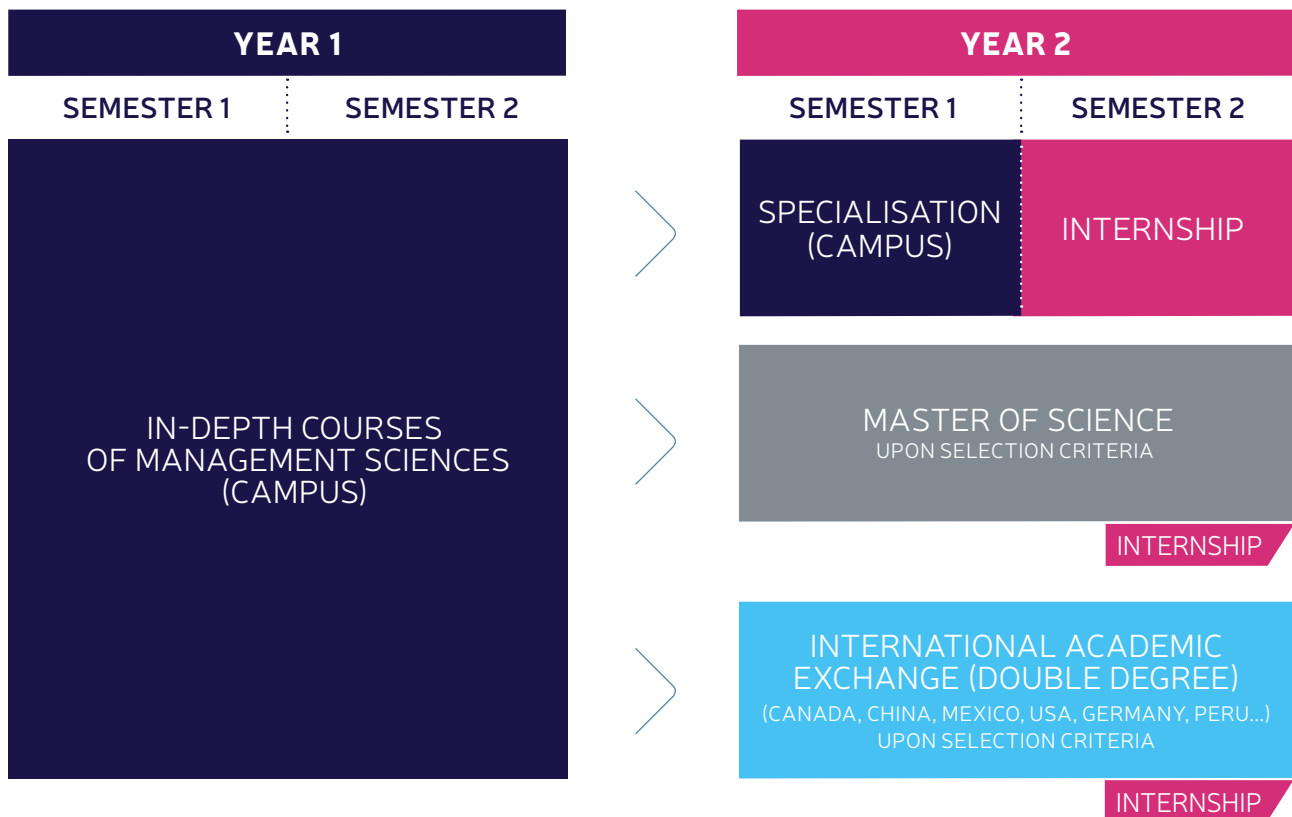 YEAR 1
SEMESTER 1
SEMESTER 2
IN-DEPTH COURSES
OF MANAGEMENT SCIENCES
(CAMPUS)
YEAR 2
SEMESTER 1
SEMESTER 2
SPECIALISATION
(CAMPUS)
INTERNSHIP
MASTER OF SCIENCE
UPON SELECTION CRITERIA
INTERNSHIP
INTERNATIONAL ACADEMIC
EXCHANGE (DOUBLE DEGREE)
(CANADA, CHINA, MEXICO, USA, GERMANY, PERU...)
UPON SELECTION CRITERIA
INTERNSHIP